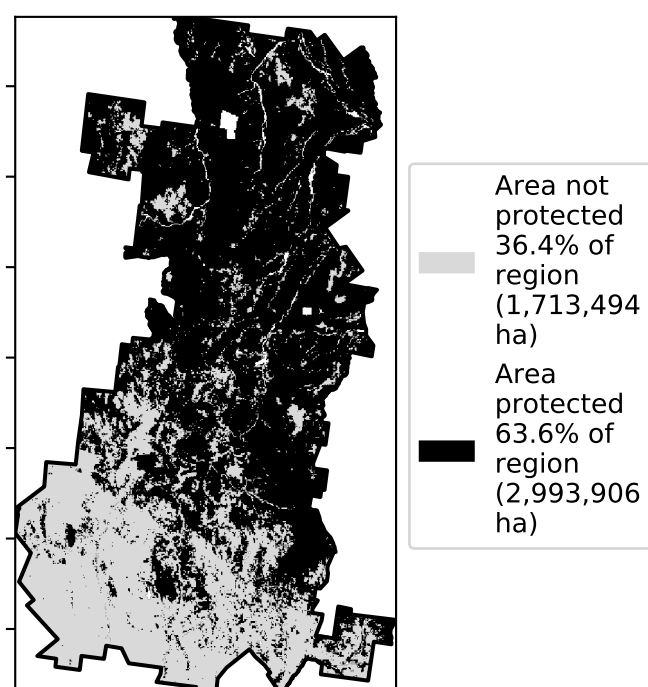 Area not
protected
36.4% of
region
(1,713,494
ha)
Area
protected
63.6% of
region
(2,993,906
ha)